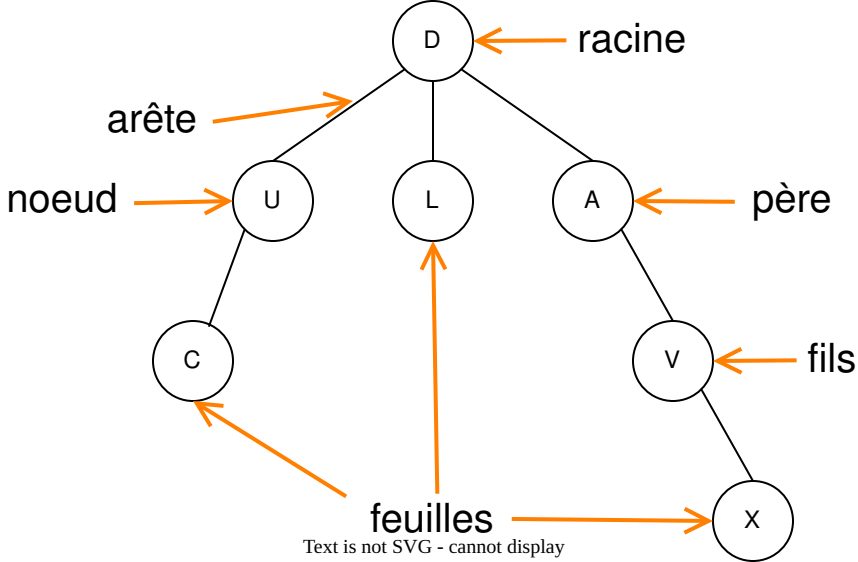 D
racine
arête
noeud
U
L
A
père
C
V
fils
feuilles
X
Text is not SVG - cannot display